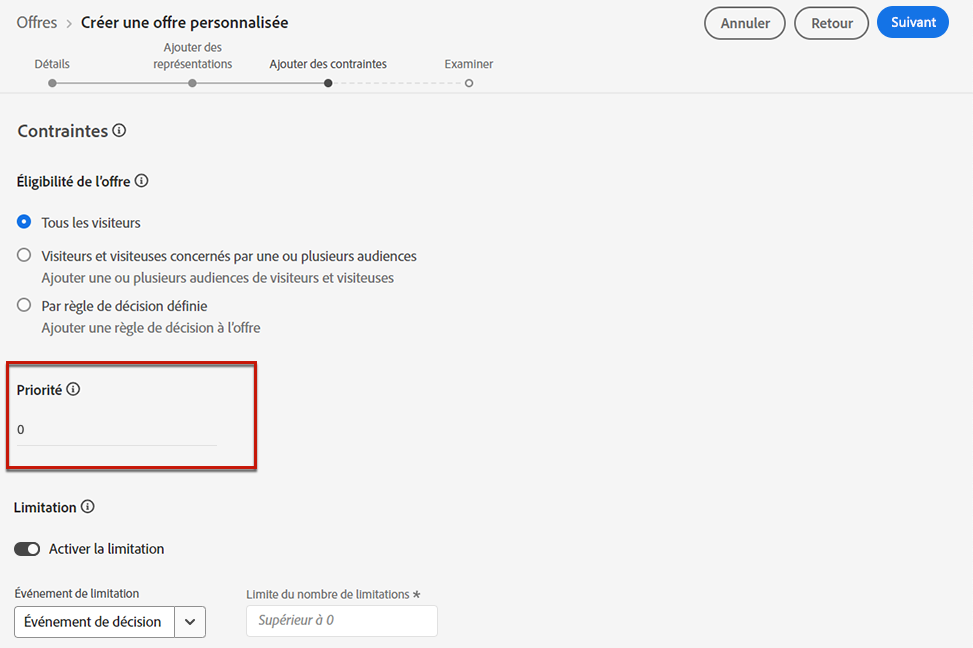 Offres > Créer une offre personnalisée
Annuler
Retour
Suivant
Détails
Ajouter des
représentations
Ajouter des contraintes
Examiner
Contraintes
Éligibilité de l'offre
Tous les visiteurs
Visiteurs et visiteuses concernés par une ou plusieurs audiences
Ajouter une ou plusieurs audiences de visiteurs et visiteuses
Par règle de décision définie
Ajouter une règle de décision à l'offre
Priorité
0
Limitation
Activer la limitation
Événement de limitation
Limite du nombre de limitations *
Événement de décision
Supérieur à 0